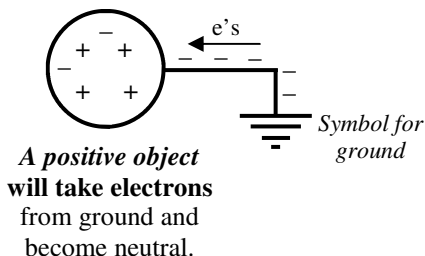 e's
Symbol for
ground
A positive object
will take electrons
from ground and
become neutral.